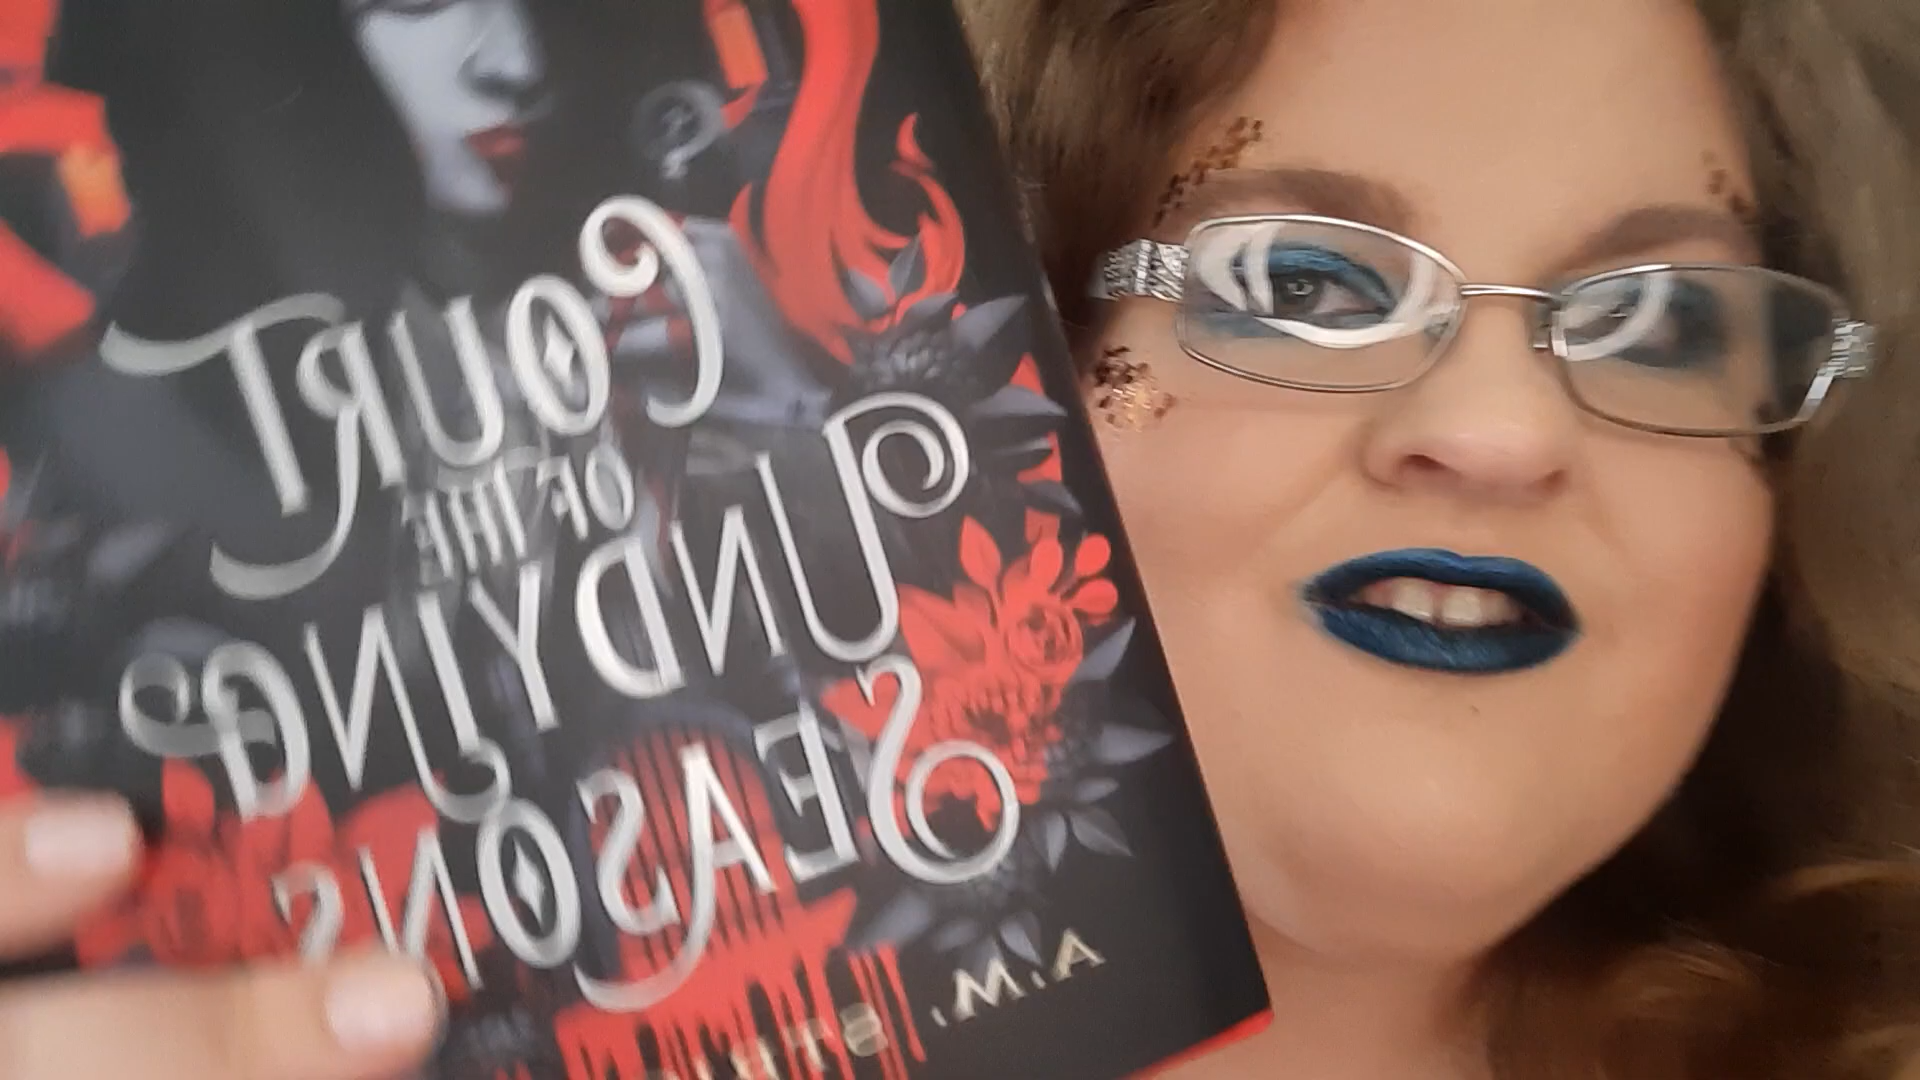 COURT
OF THE
UNDYING
SEASONS
A.M.